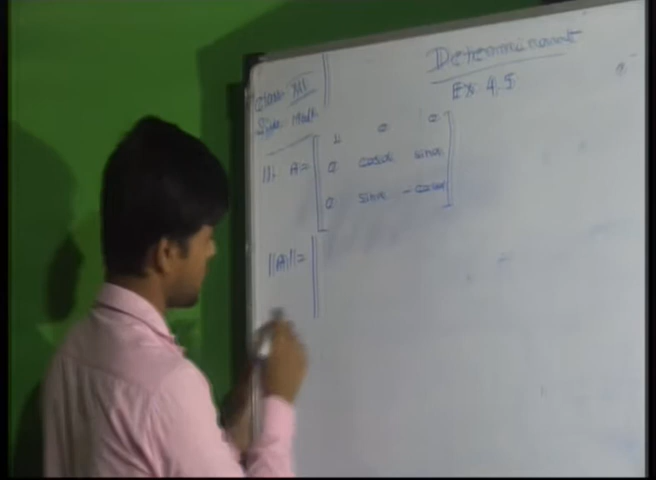 Determinant
Class XII
Ex 4.5
Sub: Math
11. A = [ 1 0 0
0 cosα sinα
0 sinα -cosα ]
|A| = |